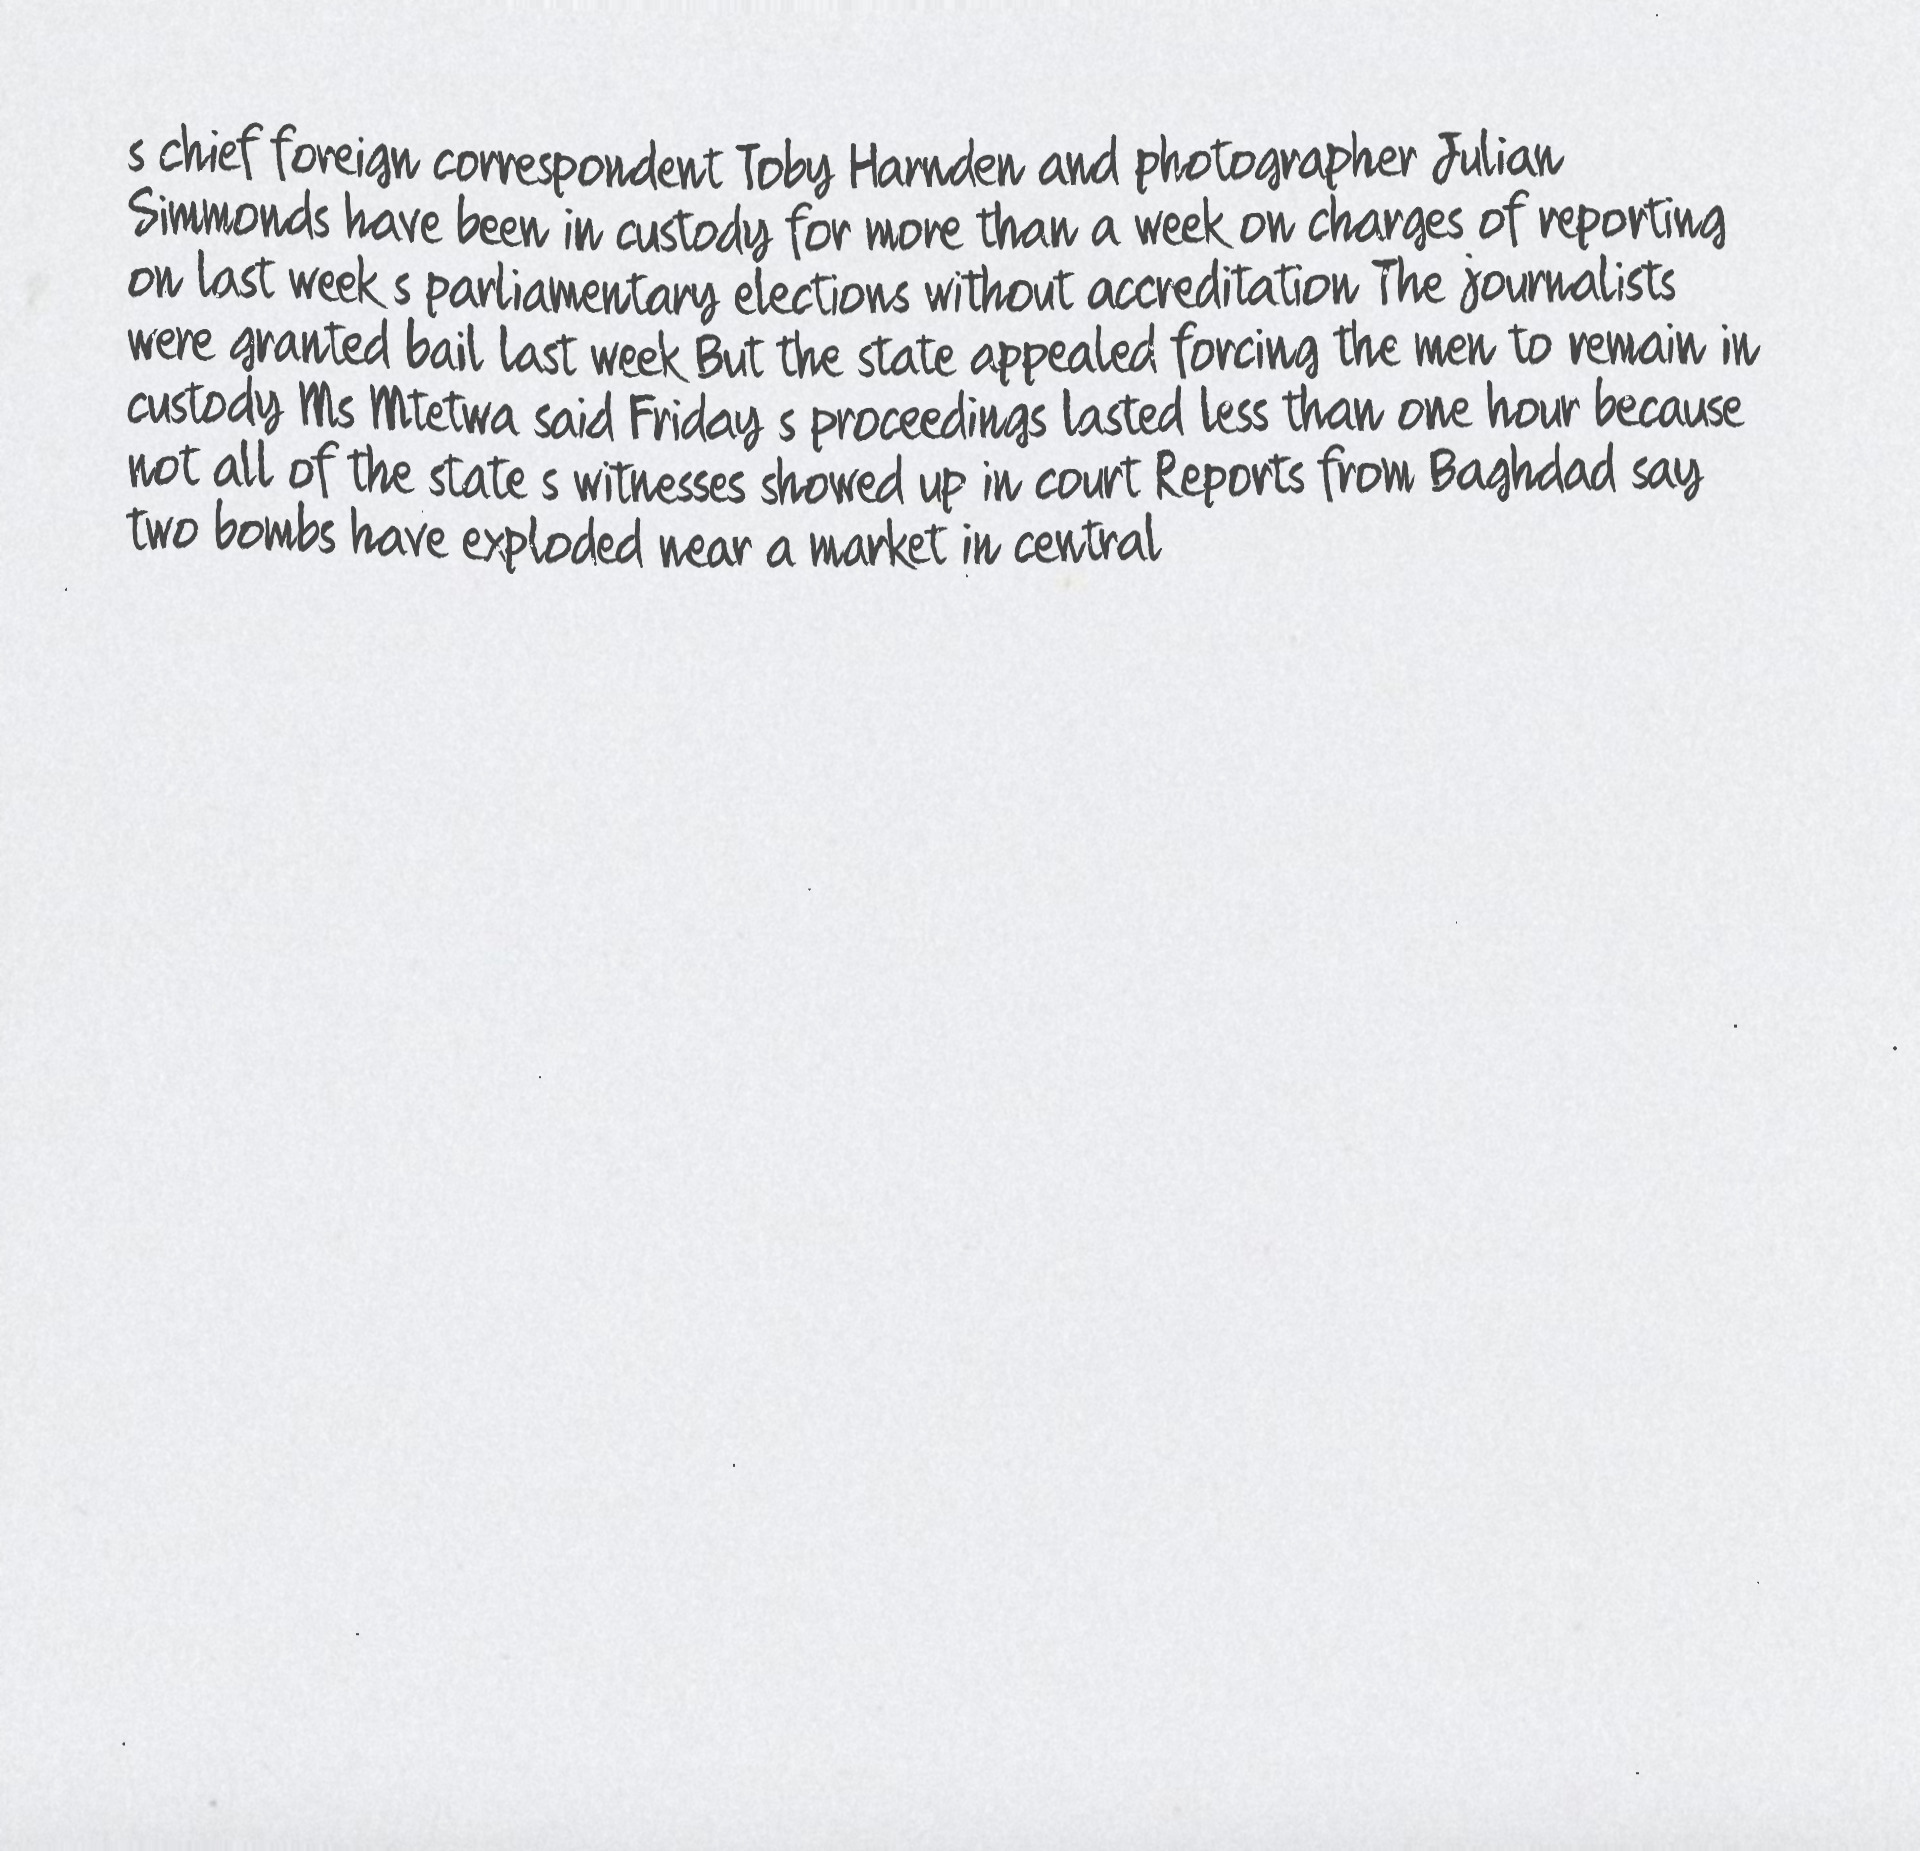 s chief foreign correspondent Toby Harnden and photographer Julian
Simmonds have been in custody for more than a week on charges of reporting
on last week s parliamentary elections without accreditation The journalists
were granted bail last week But the state appealed forcing the men to remain in
custody Ms Mtetwa said Friday s proceedings lasted less than one hour because
not all of the state s witnesses showed up in court Reports from Baghdad say
two bombs have exploded near a market in central